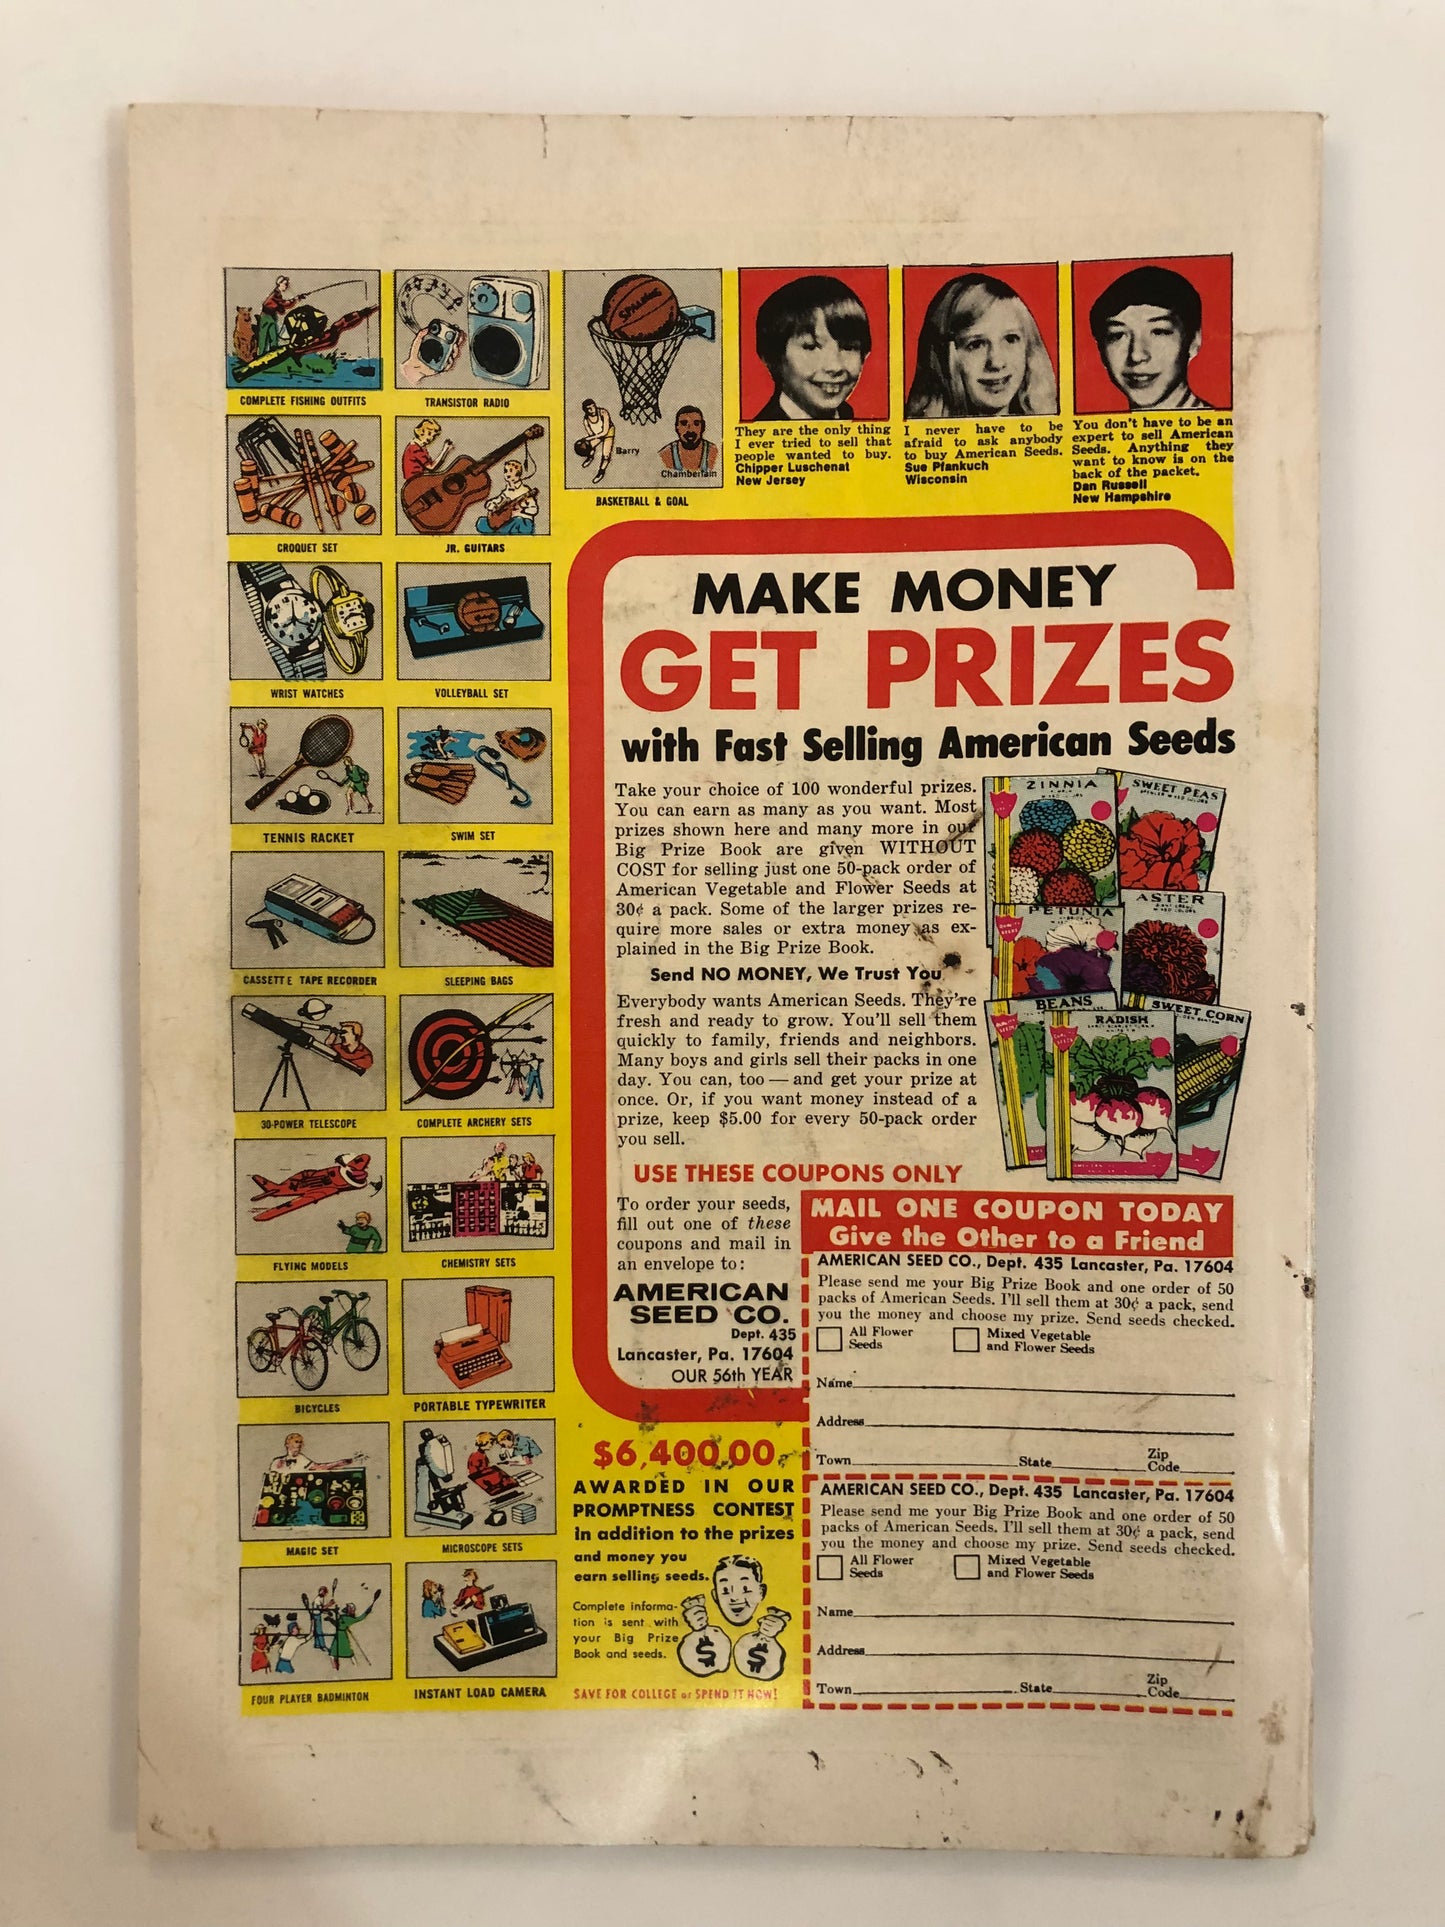 COMPLETE FISHING OUTFITS
TRANSISTOR RADIO
SPALDING
Barry
Chamberlain
BASKETBALL & GOAL
CROQUET SET
JR. GUITARS
WRIST WATCHES
VOLLEYBALL SET
TENNIS RACKET
SWIM SET
CASSETTE TAPE RECORDER
SLEEPING BAGS
30-POWER TELESCOPE
COMPLETE ARCHERY SETS
FLYING MODELS
CHEMISTRY SETS
BICYCLES
PORTABLE TYPEWRITER
MAGIC SET
MICROSCOPE SETS
FOUR PLAYER BADMINTON
INSTANT LOAD CAMERA
They are the only thing
I ever tried to sell that
people wanted to buy.
Chipper Luschenat
New Jersey
I never have to be
afraid to ask anybody
to buy American Seeds.
Sue Pfankuch
Wisconsin
You don't have to be an
expert to sell American
Seeds. Anything they
want to know is on the
back of the packet.
Dan Russell
New Hampshire
MAKE MONEY
GET PRIZES
with Fast Selling American Seeds
Take your choice of 100 wonderful prizes.
You can earn as many as you want. Most
prizes shown here and many more in our
Big Prize Book are given WITHOUT
COST for selling just one 50-pack order of
American Vegetable and Flower Seeds at
30¢ a pack. Some of the larger prizes re-
quire more sales or extra money as ex-
plained in the Big Prize Book.
Send NO MONEY, We Trust You
Everybody wants American Seeds. They're
fresh and ready to grow. You'll sell them
quickly to family, friends and neighbors.
Many boys and girls sell their packs in one
day. You can, too — and get your prize at
once. Or, if you want money instead of a
prize, keep $5.00 for every 50-pack order
you sell.
ZINNIA
SWEET PEAS
PETUNIA
ASTER
BEANS
RADISH
SWEET CORN
USE THESE COUPONS ONLY
To order your seeds,
fill out one of these
coupons and mail in
an envelope to:
AMERICAN
SEED CO.
Dept. 435
Lancaster, Pa. 17604
OUR 56th YEAR
MAIL ONE COUPON TODAY
Give the Other to a Friend
AMERICAN SEED CO., Dept. 435 Lancaster, Pa. 17604
Please send me your Big Prize Book and one order of 50
packs of American Seeds. I'll sell them at 30¢ a pack, send
you the money and choose my prize. Send seeds checked.
All Flower
Seeds
Mixed Vegetable
and Flower Seeds
Name
Address
Town State Zip
Code
AMERICAN SEED CO., Dept. 435 Lancaster, Pa. 17604
Please send me your Big Prize Book and one order of 50
packs of American Seeds. I'll sell them at 30¢ a pack, send
you the money and choose my prize. Send seeds checked.
All Flower
Seeds
Mixed Vegetable
and Flower Seeds
Name
Address
Town State Zip
Code
$6,400.00
AWARDED IN OUR
PROMPTNESS CONTEST
in addition to the prizes
and money you
earn selling seeds.
Complete informa-
tion is sent with
your Big Prize
Book and seeds.
$ $
SAVE FOR COLLEGE or SPEND IT NOW!